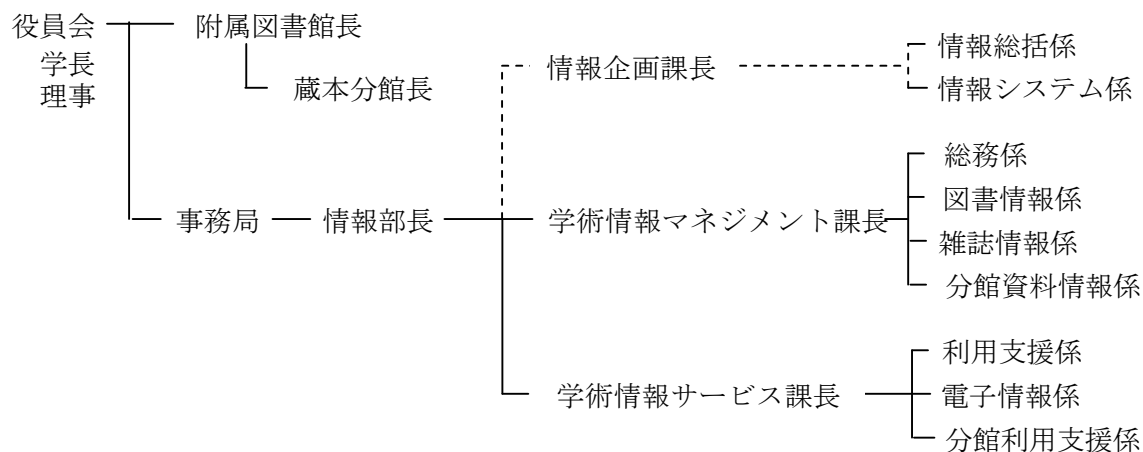 役員会
学長
理事
附属図書館長
蔵本分館長
事務局
情報部長
情報企画課長
情報総括係
情報システム係
学術情報マネジメント課長
総務係
図書情報係
雑誌情報係
分館資料情報係
学術情報サービス課長
利用支援係
電子情報係
分館利用支援係